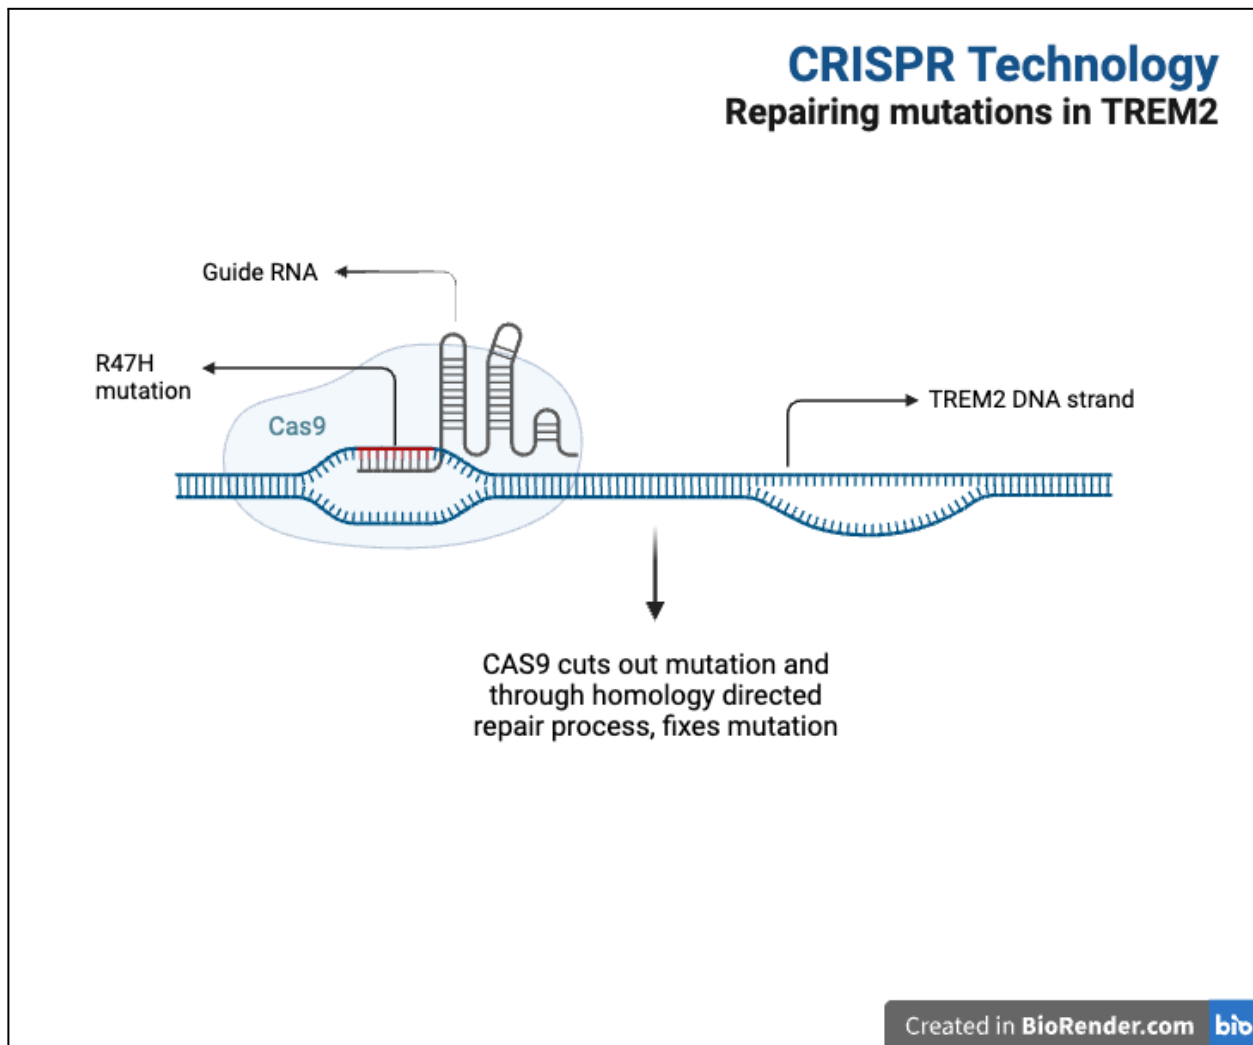 CRISPR Technology
Repairing mutations in TREM2
Guide RNA
R47H
mutation
Cas9
TREM2 DNA strand
CAS9 cuts out mutation and
through homology directed
repair process, fixes mutation
Created in BioRender.com bio